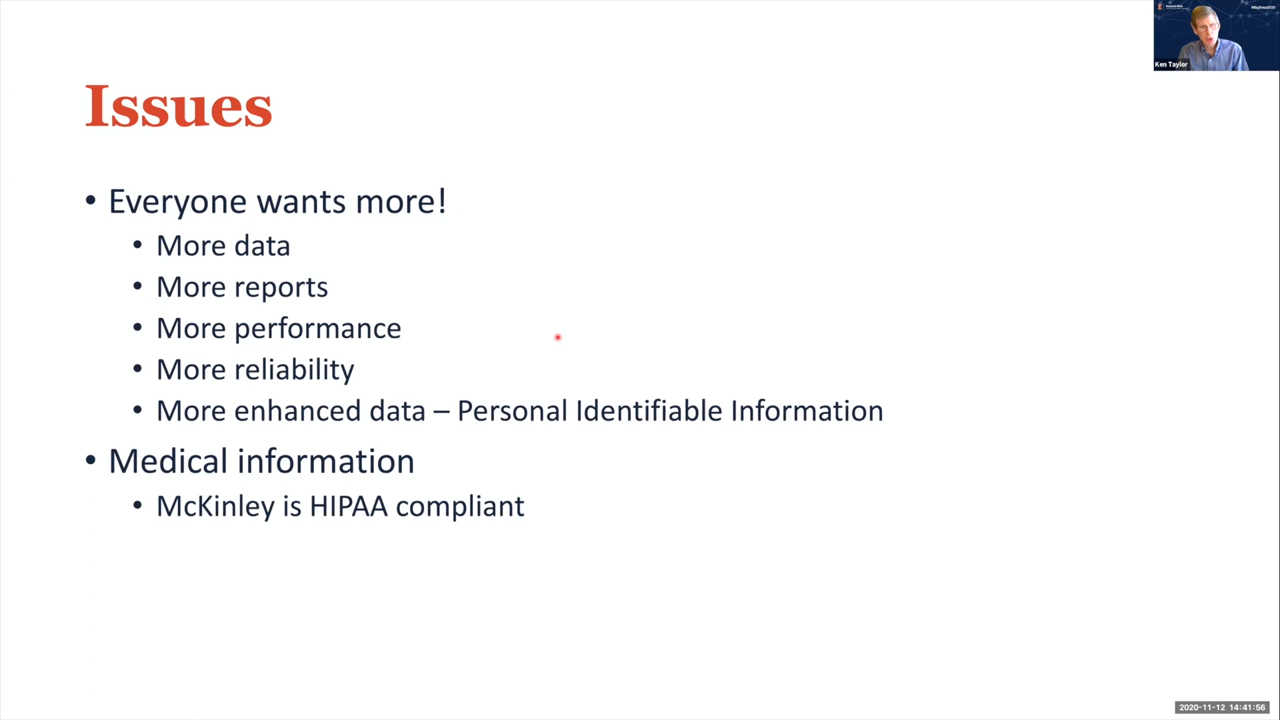 Issues
• Everyone wants more!
• More data
• More reports
• More performance
• More reliability
• More enhanced data – Personal Identifiable Information
• Medical information
• McKinley is HIPAA compliant
Ken Taylor
2020-11-12 14:41:56